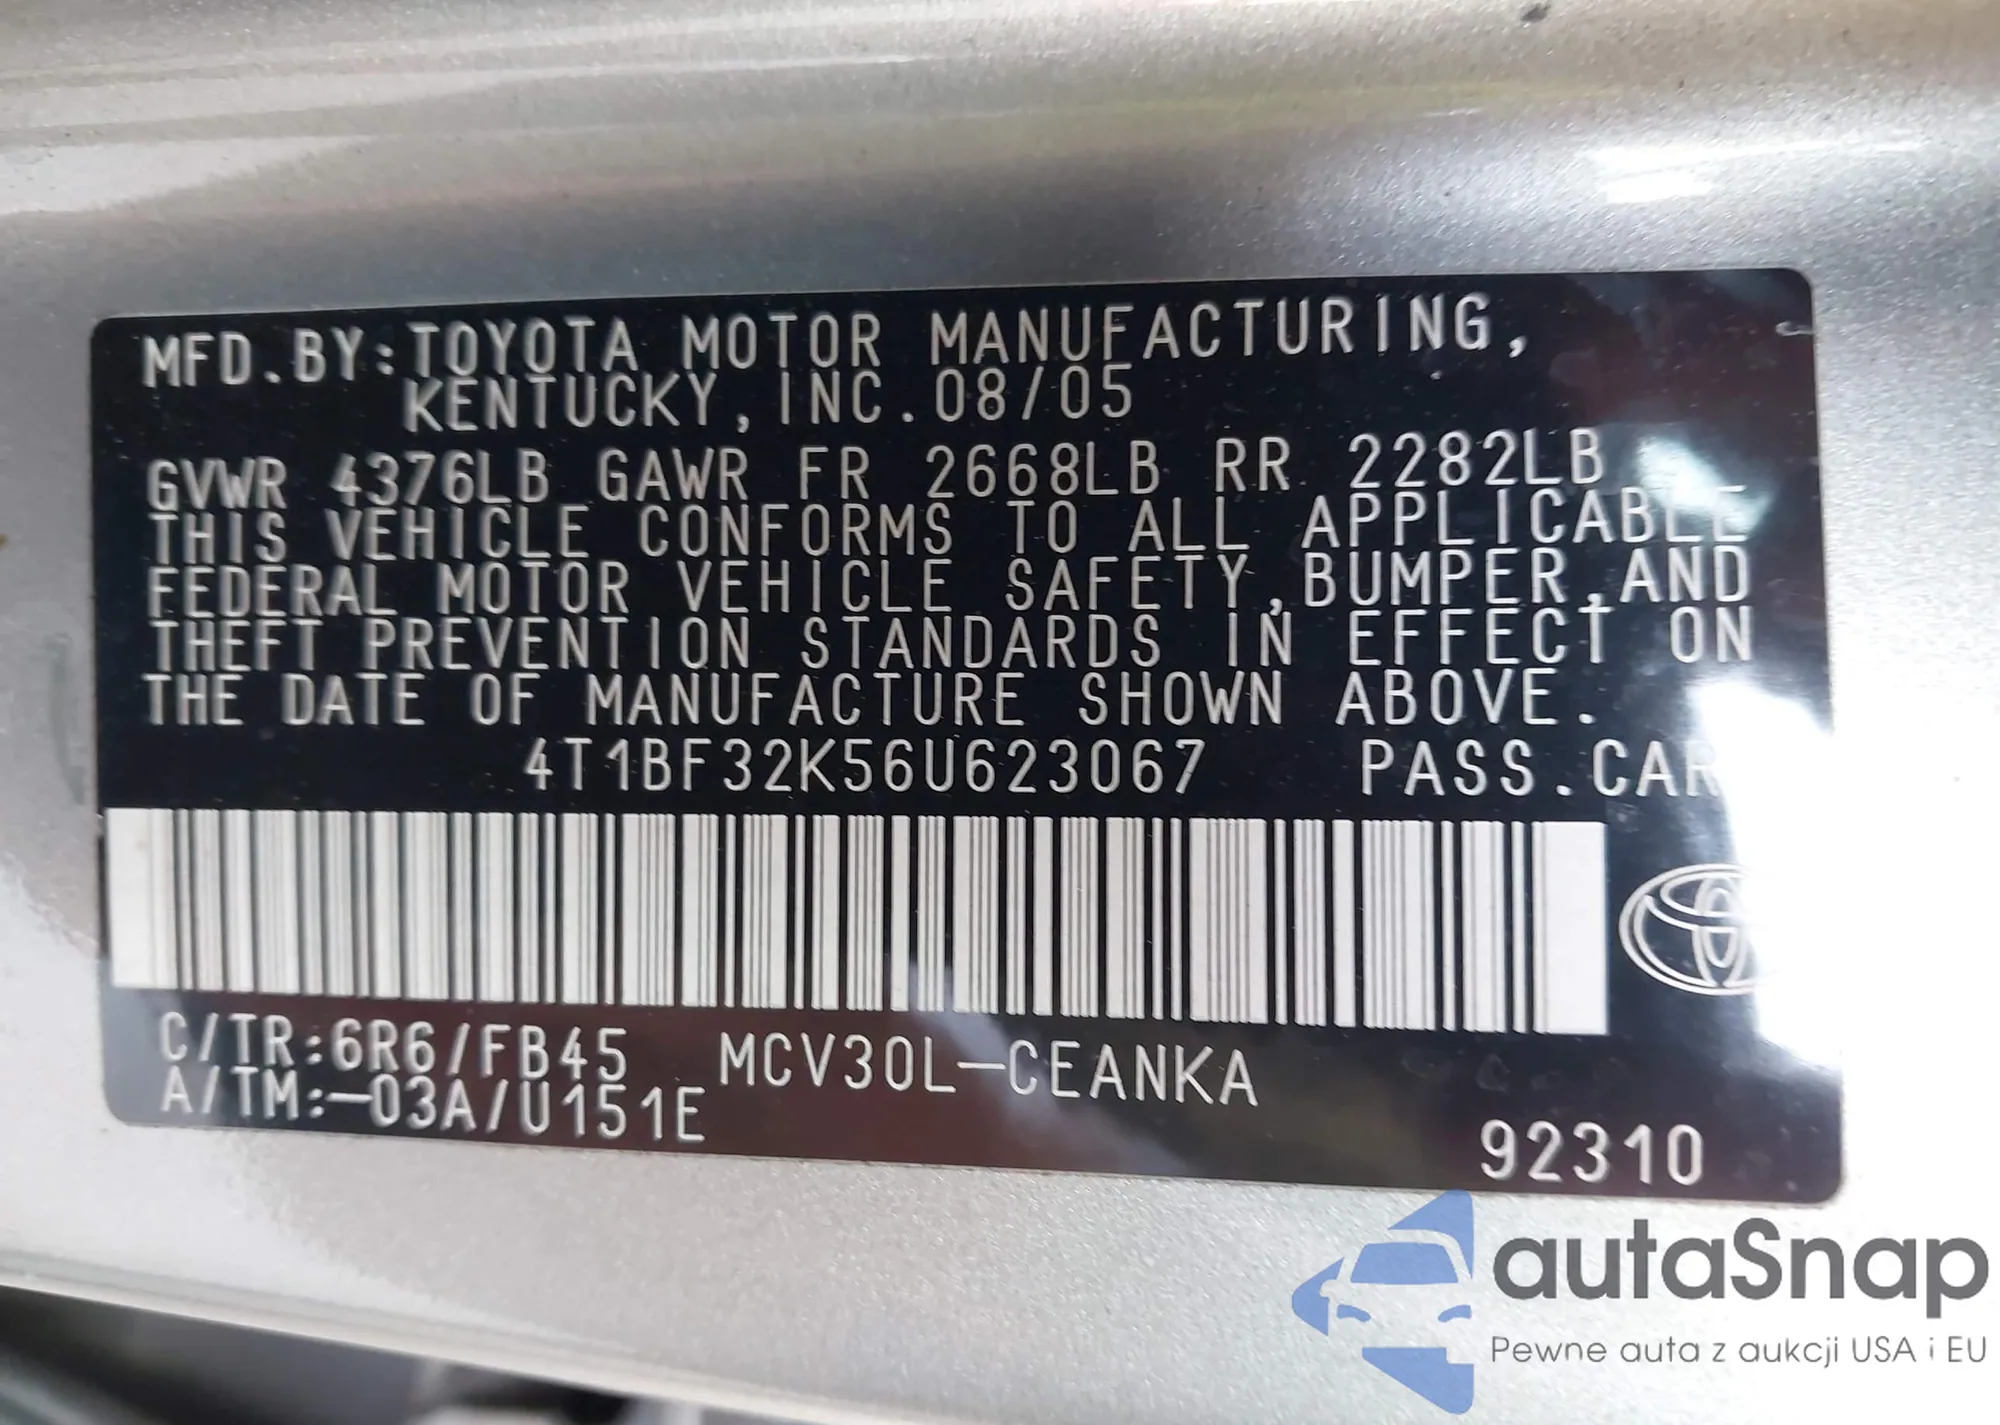 MFD.BY:TOYOTA MOTOR MANUFACTURING,
KENTUCKY, INC. 08/05
GVWR 4376LB GAWR FR 2668LB RR 2282LB
THIS VEHICLE CONFORMS TO ALL APPLICABLE
FEDERAL MOTOR VEHICLE SAFETY,BUMPER,AND
THEFT PREVENTION STANDARDS IN EFFECT ON
THE DATE OF MANUFACTURE SHOWN ABOVE.
4T1BF32K56U623067 PASS.CAR
C/TR:6R6/FB45 MCV30L-CEANKA
A/TM:-03A/U151E
92310
autaSnap
Pewne auta z aukcji USA i EU